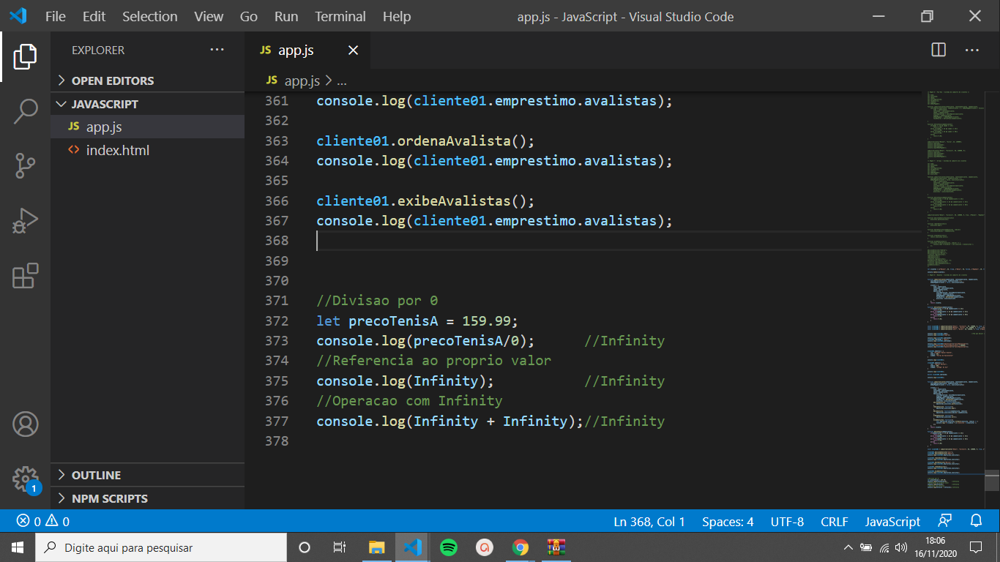 File Edit Selection View Go Run Terminal Help
app.js - JavaScript - Visual Studio Code
EXPLORER
OPEN EDITORS
JAVASCRIPT
JS app.js
index.html
OUTLINE
NPM SCRIPTS
JS app.js
JS app.js > ...
361 console.log(cliente01.emprestimo.avalistas);
362
363 cliente01.ordenaAvalista();
364 console.log(cliente01.emprestimo.avalistas);
365
366 cliente01.exibeAvalistas();
367 console.log(cliente01.emprestimo.avalistas);
368
369
370
371 //Divisao por 0
372 let precoTenisA = 159.99;
373 console.log(precoTenisA/0); //Infinity
374 //Referencia ao proprio valor
375 console.log(Infinity); //Infinity
376 //Operacao com Infinity
377 console.log(Infinity + Infinity);//Infinity
378
1
0 0
Ln 368, Col 1 Spaces: 4 UTF-8 CRLF JavaScript
Digite aqui para pesquisar
18:06
16/11/2020